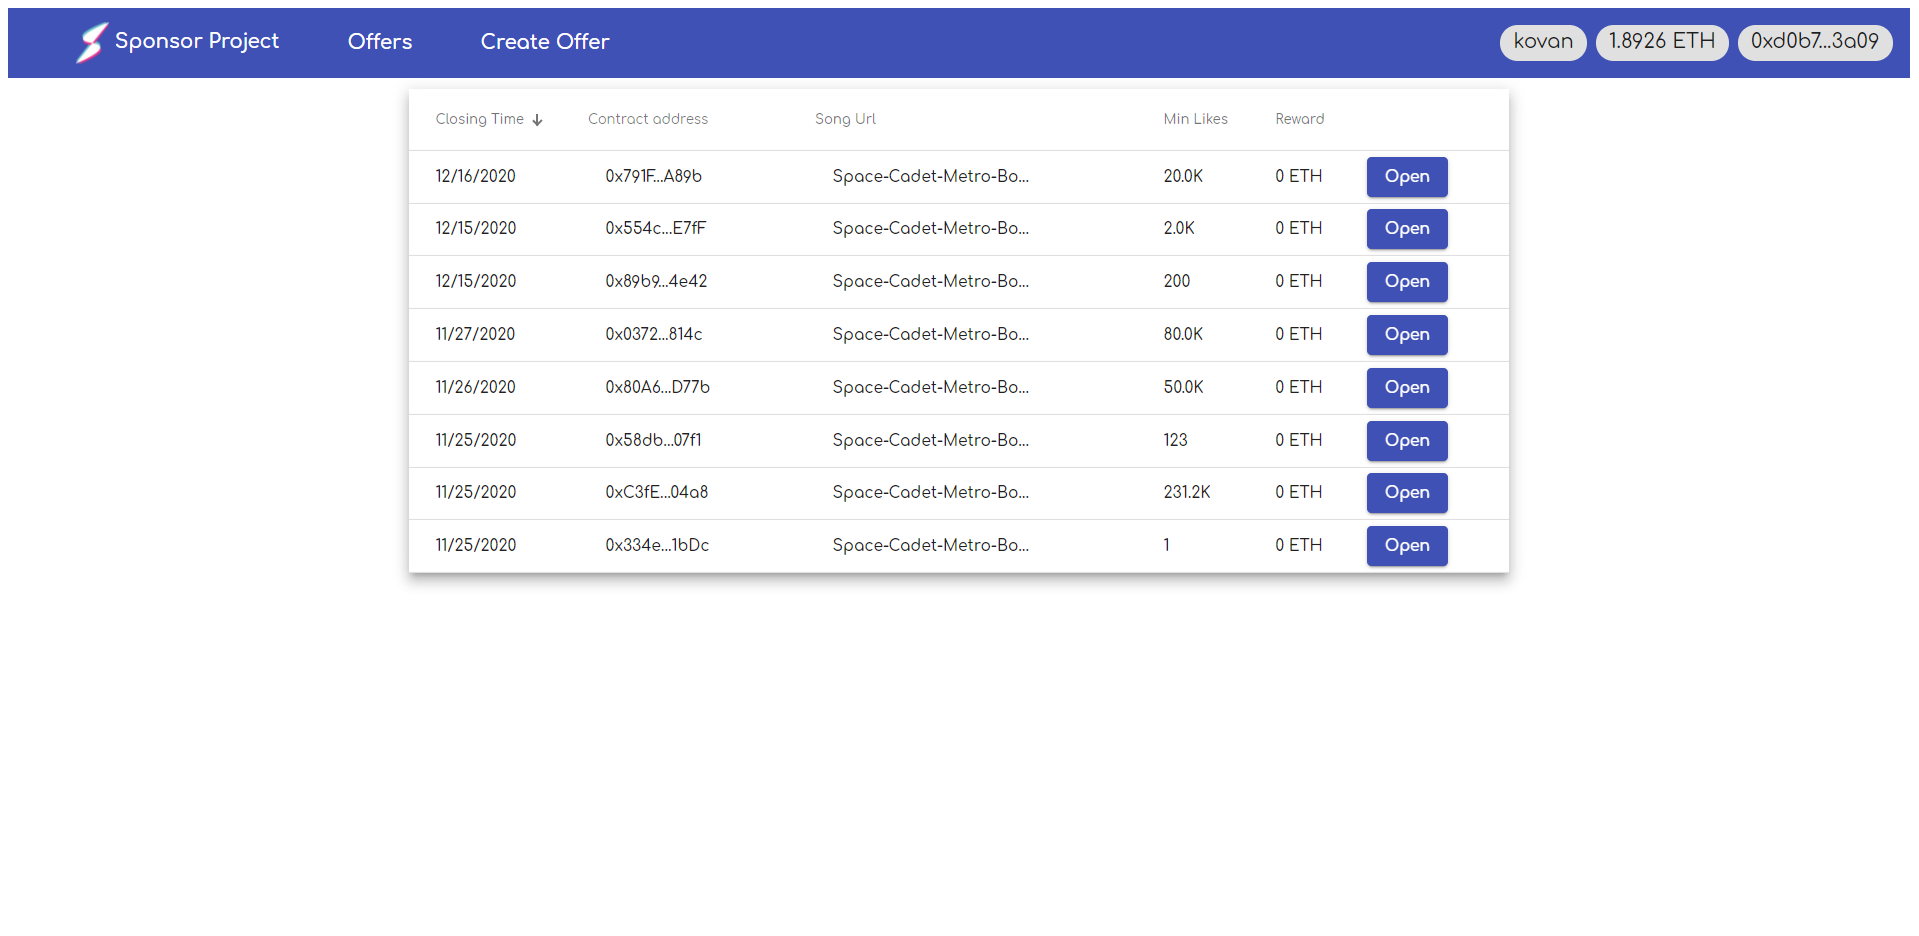 Sponsor Project Offers Create Offer kovan 1.8926 ETH 0xd0b7...3a09
Closing Time Contract address Song Url Min Likes Reward
12/16/2020 0x791F...A89b Space-Cadet-Metro-Bo... 20.0K 0 ETH Open
12/15/2020 0x554c...E7fF Space-Cadet-Metro-Bo... 2.0K 0 ETH Open
12/15/2020 0x89b9...4e42 Space-Cadet-Metro-Bo... 200 0 ETH Open
11/27/2020 0x0372...814c Space-Cadet-Metro-Bo... 80.0K 0 ETH Open
11/26/2020 0x80A6...D77b Space-Cadet-Metro-Bo... 50.0K 0 ETH Open
11/25/2020 0x58db...07f1 Space-Cadet-Metro-Bo... 123 0 ETH Open
11/25/2020 0xC3fE...04a8 Space-Cadet-Metro-Bo... 231.2K 0 ETH Open
11/25/2020 0x334e...1bDc Space-Cadet-Metro-Bo... 1 0 ETH Open